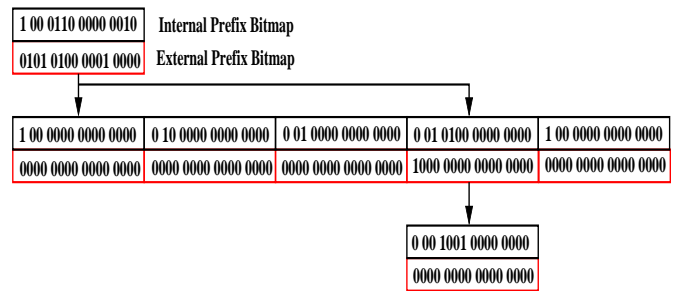 1 00 0110 0000 0010 Internal Prefix Bitmap
0101 0100 0001 0000 External Prefix Bitmap
1 00 0000 0000 0000 0 10 0000 0000 0000 0 01 0000 0000 0000 0 01 0100 0000 0000 1 00 0000 0000 0000
0000 0000 0000 0000 0000 0000 0000 0000 0000 0000 0000 0000 1000 0000 0000 0000 0000 0000 0000 0000
0 00 1001 0000 0000
0000 0000 0000 0000